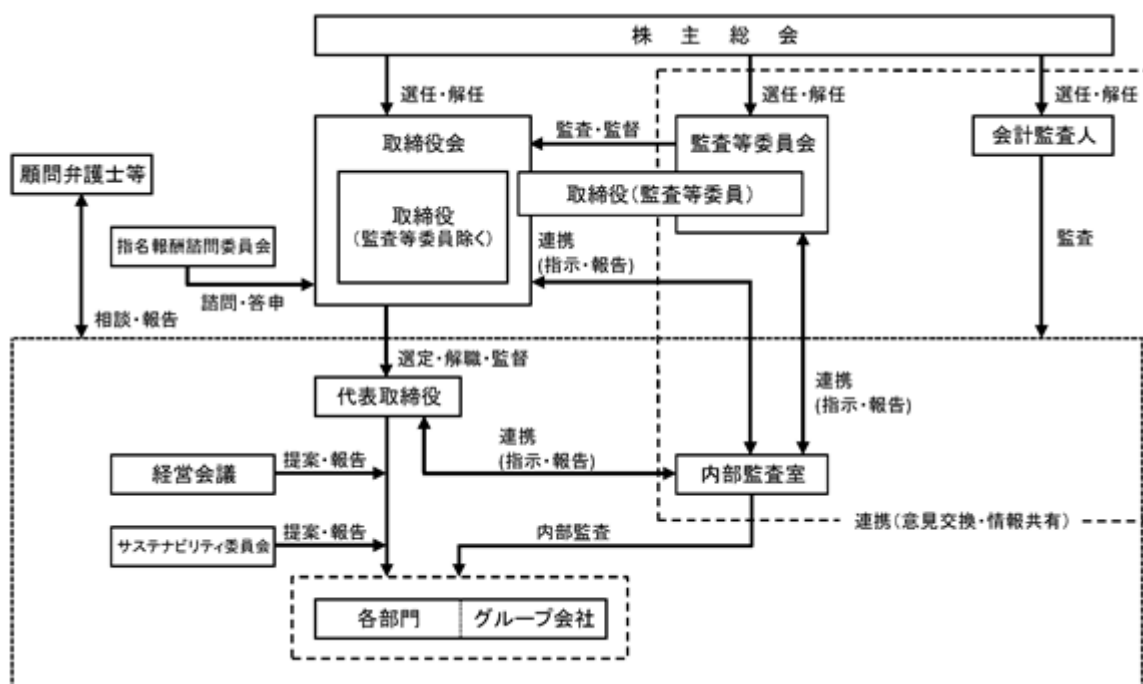 株主総会
選任・解任
選任・解任
選任・解任
取締役会
監査・監督
監査等委員会
会計監査人
顧問弁護士等
取締役(監査等委員)
取締役
(監査等委員除く)
指名報酬諮問委員会
連携
(指示・報告)
監査
諮問・答申
相談・報告
選定・解職・監督
代表取締役
連携
(指示・報告)
連携
(指示・報告)
経営会議
提案・報告
内部監査室
連携(意見交換・情報共有)
サステナビリティ委員会
提案・報告
内部監査
各部門
グループ会社